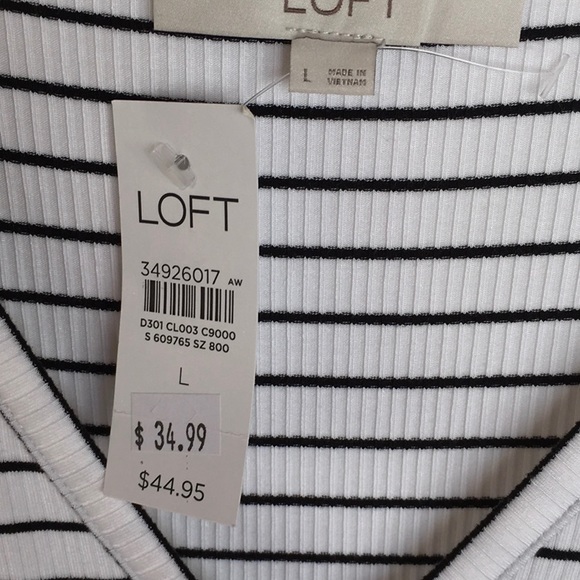 LOFT
L
MADE IN
VIETNAM
LOFT
34926017 AW
D301 CL003 C9000
S 609765 SZ 800
L
$ 34.99
$44.95